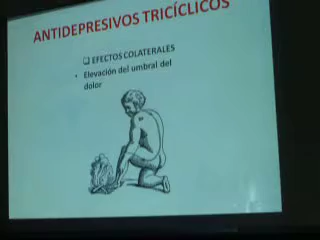 ANTIDEPRESIVOS TRICÍCLICOS
❑ EFECTOS COLATERALES
• Elevación del umbral del
dolor